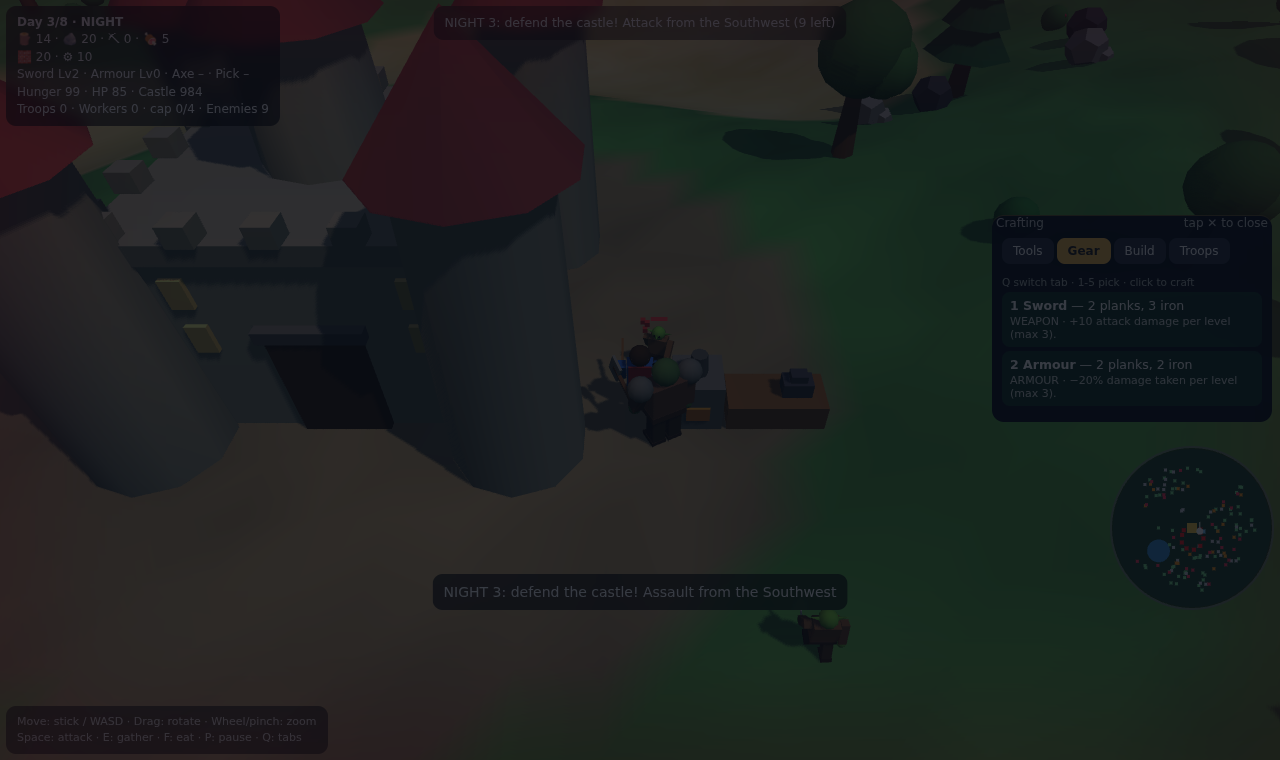 Day 3/8 · NIGHT
14 · 20 · ⛏ 0 · 5
20 · ⚙ 10
Sword Lv2 · Armour Lv0 · Axe – · Pick –
Hunger 99 · HP 85 · Castle 984
Troops 0 · Workers 0 · cap 0/4 · Enemies 9
NIGHT 3: defend the castle! Attack from the Southwest (9 left)
Crafting
tap ✕ to close
Tools Gear Build Troops
Q switch tab · 1-5 pick · click to craft
1 Sword — 2 planks, 3 iron
WEAPON · +10 attack damage per level
(max 3).
2 Armour — 2 planks, 2 iron
ARMOUR · −20% damage taken per level
(max 3).
NIGHT 3: defend the castle! Assault from the Southwest
Move: stick / WASD · Drag: rotate · Wheel/pinch: zoom
Space: attack · E: gather · F: eat · P: pause · Q: tabs